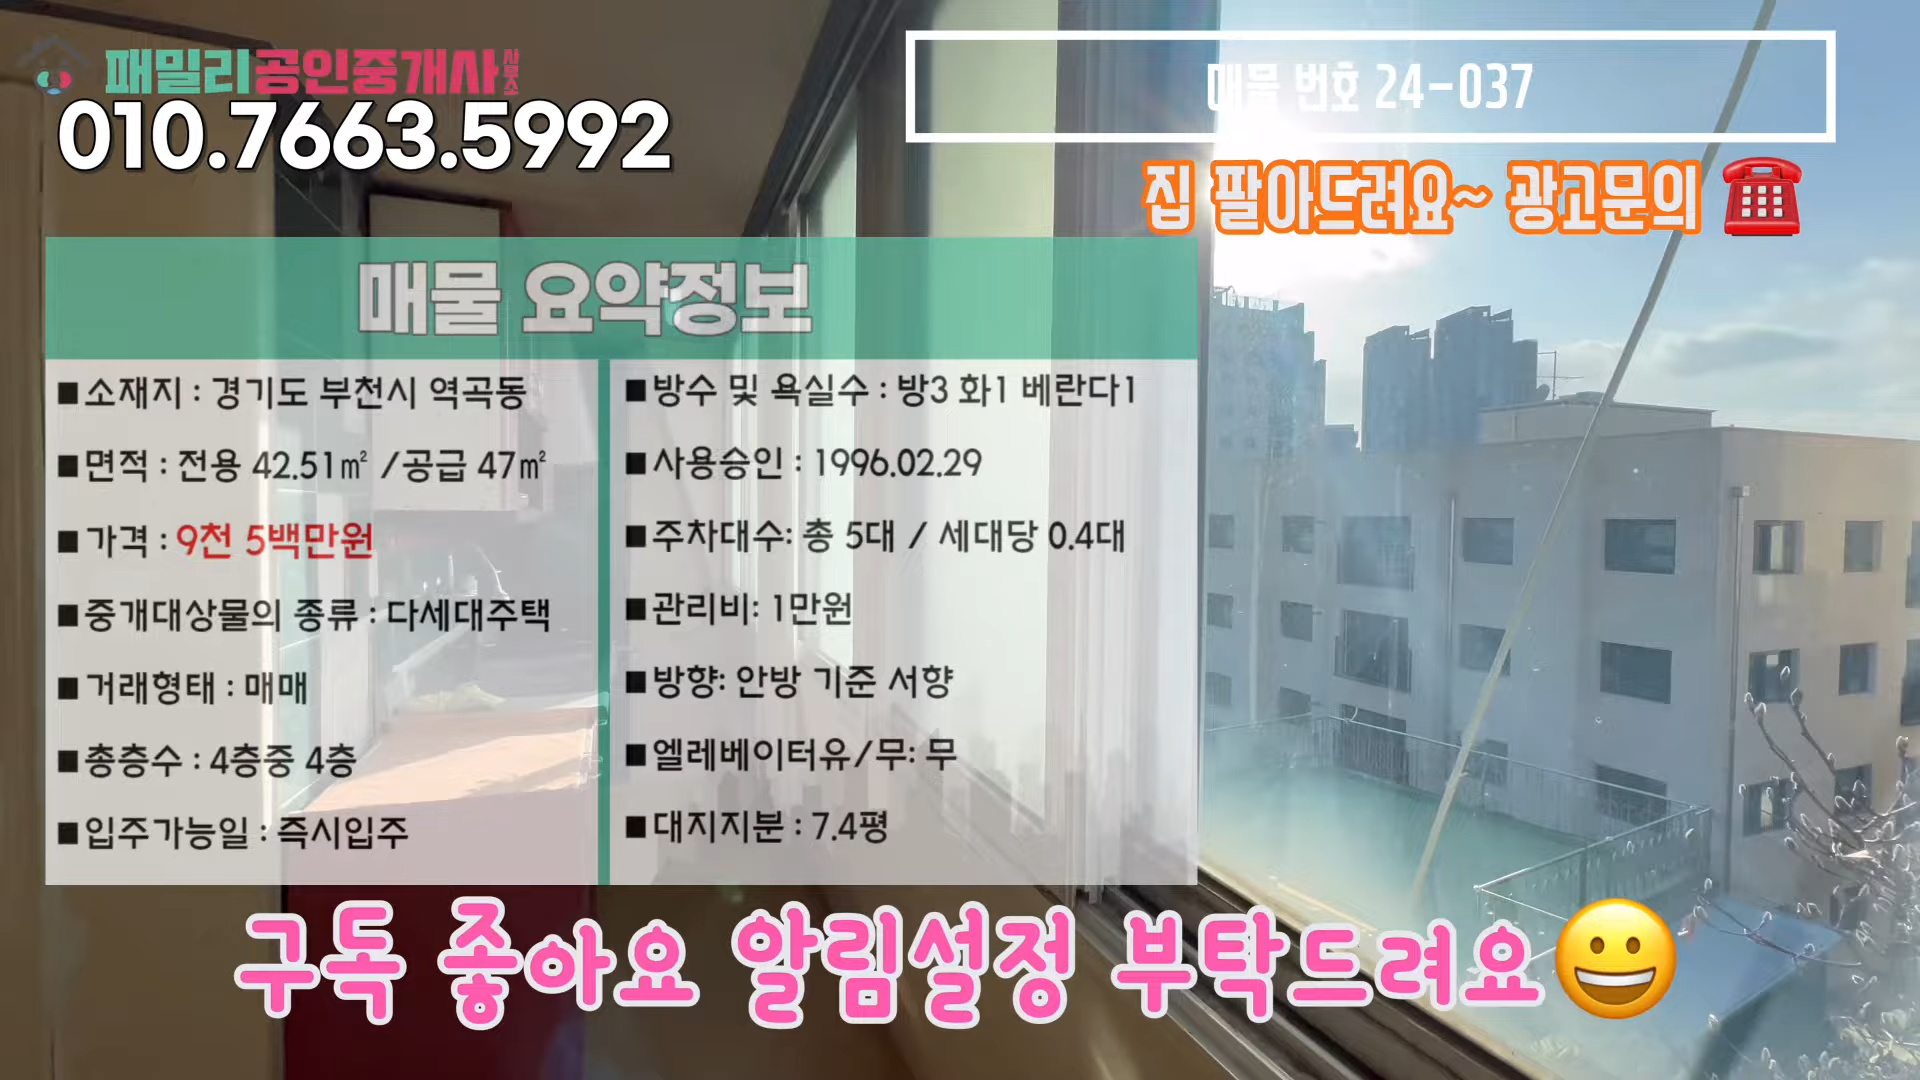 패밀리공인중개사사무소
010.7663.5992
매물 번호 24-037
집 팔아드려요~ 광고문의
매물 요약정보
■소재지 : 경기도 부천시 역곡동
■면적 : 전용 42.51㎡ /공급 47㎡
■가격 : 9천 5백만원
■중개대상물의 종류 : 다세대주택
■거래형태 : 매매
■총층수 : 4층중 4층
■입주가능일 : 즉시입주
■방수 및 욕실수 : 방3 화1 베란다1
■사용승인 : 1996.02.29
■주차대수: 총 5대 / 세대당 0.4대
■관리비: 1만원
■방향: 안방 기준 서향
■엘레베이터유/무: 무
■대지지분 : 7.4평
구독 좋아요 알림설정 부탁드려요